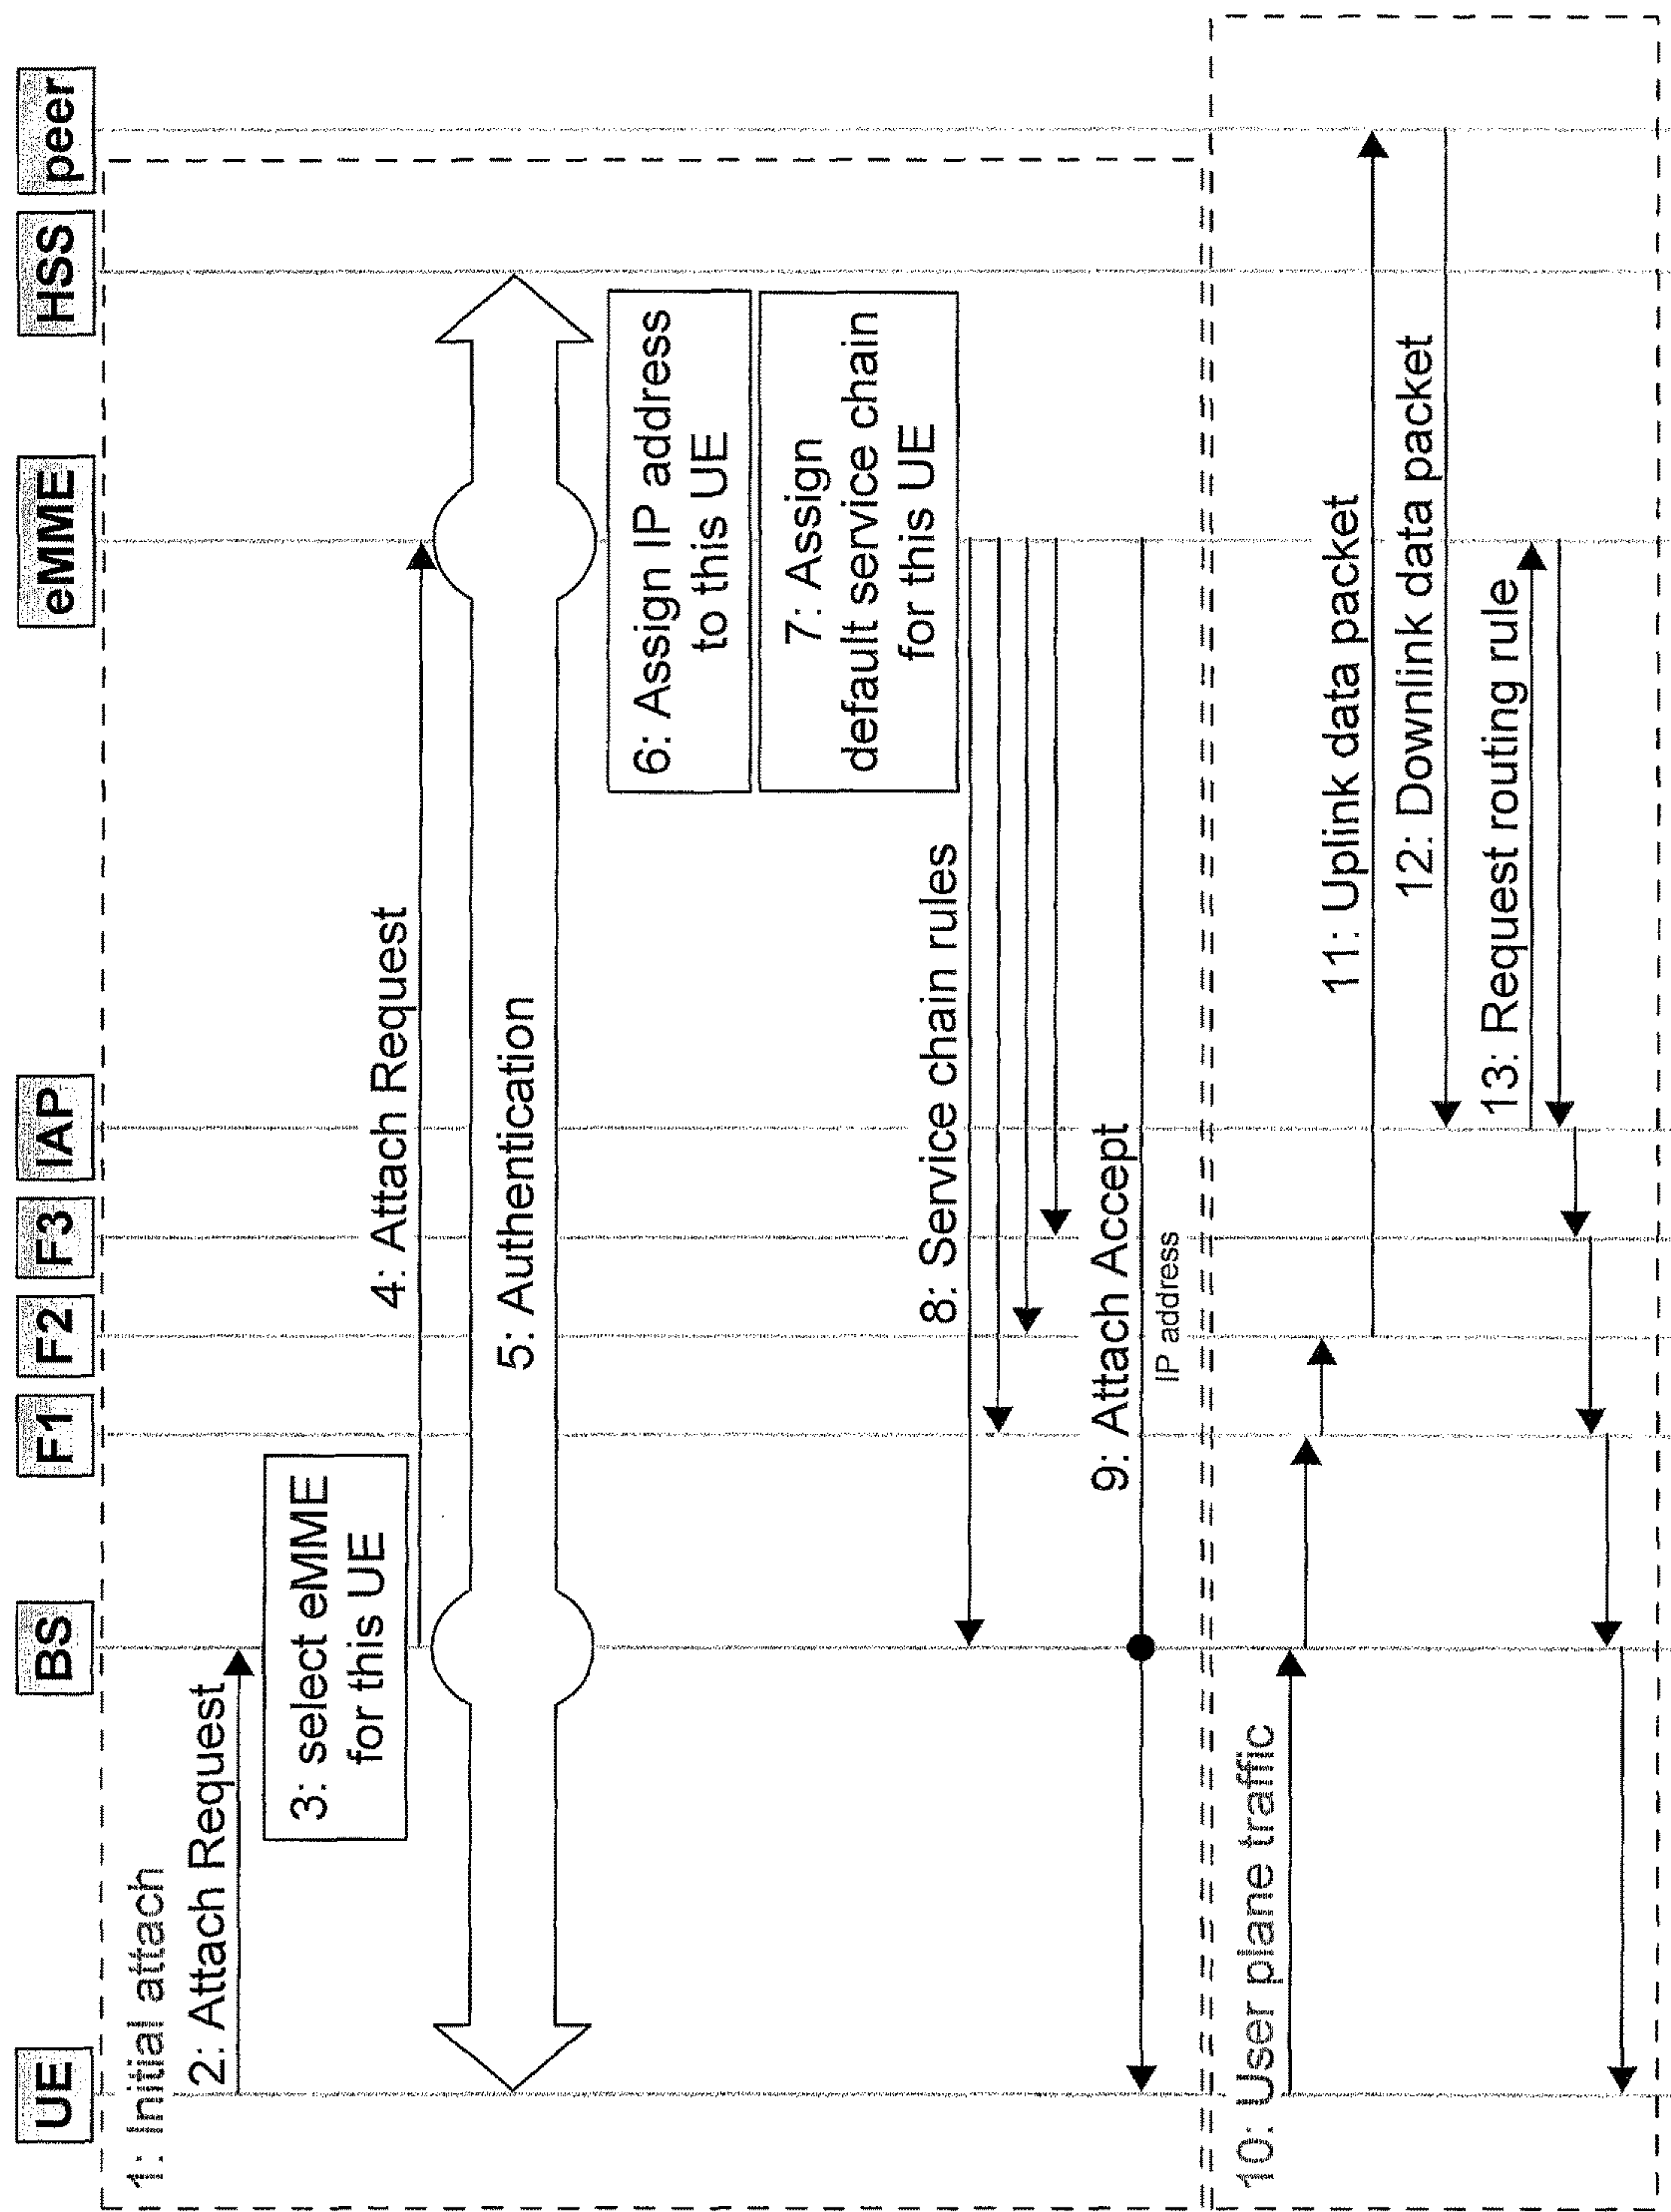 UE
BS
F1
F2
F3
IAP
eMME
HSS
peer
1: Initial attach
2: Attach Request
3: select eMME
for this UE
4: Attach Request
5: Authentication
6: Assign IP address
to this UE
7: Assign
default service chain
for this UE
8: Service chain rules
9: Attach Accept
IP address
10: User plane traffic
11: Uplink data packet
12: Downlink data packet
13: Request routing rule